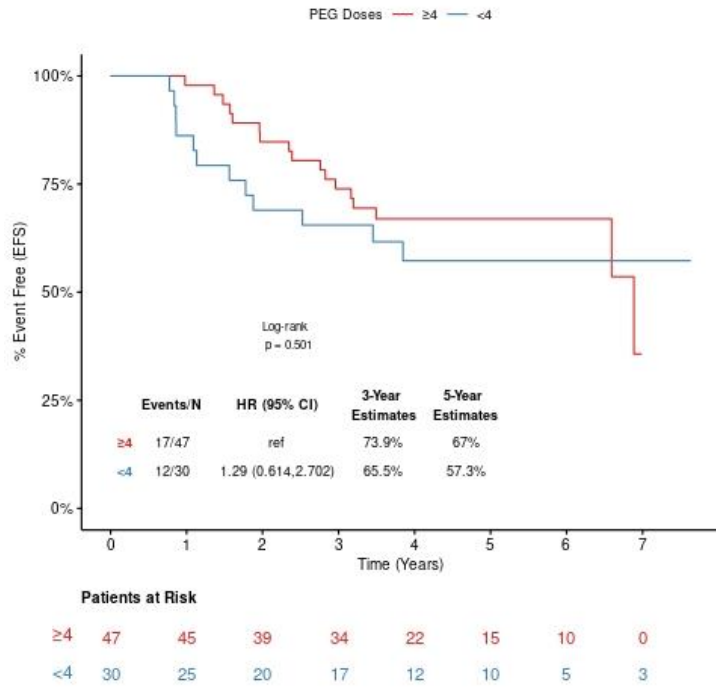 PEG Doses ≥4 <4
100%
75%
50%
25%
0%
% Event Free (EFS)
Log-rank
p = 0.501
Events/N HR (95% CI) 3-Year Estimates 5-Year Estimates
≥4 17/47 ref 73.9% 67%
<4 12/30 1.29 (0.614,2.702) 65.5% 57.3%
0 1 2 3 4 5 6 7
Time (Years)
Patients at Risk
≥4 47 45 39 34 22 15 10 0
<4 30 25 20 17 12 10 5 3